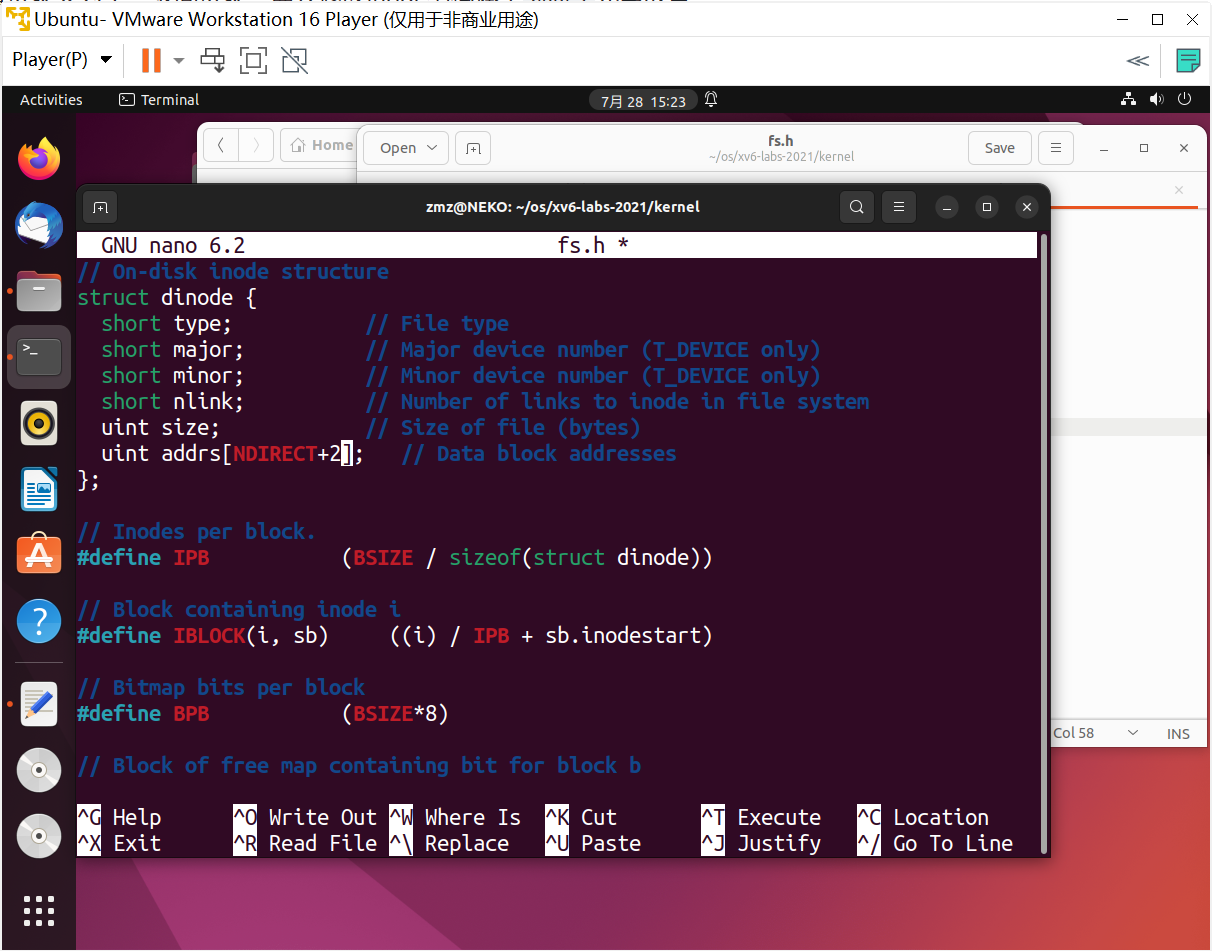 Ubuntu- VMware Workstation 16 Player (仅用于非商业用途)
Player(P)
Activities
Terminal
7月 28 15:23
Home
Open
fs.h
~/os/xv6-labs-2021/kernel
Save
zmz@NEKO: ~/os/xv6-labs-2021/kernel
GNU nano 6.2 fs.h *
// On-disk inode structure
struct dinode {
  short type;           // File type
  short major;          // Major device number (T_DEVICE only)
  short minor;          // Minor device number (T_DEVICE only)
  short nlink;          // Number of links to inode in file system
  uint size;            // Size of file (bytes)
  uint addrs[NDIRECT+2];   // Data block addresses
};
// Inodes per block.
#define IPB           (BSIZE / sizeof(struct dinode))
// Block containing inode i
#define IBLOCK(i, sb)     ((i) / IPB + sb.inodestart)
// Bitmap bits per block
#define BPB           (BSIZE*8)
// Block of free map containing bit for block b
Col 58
INS
^G Help ^O Write Out ^W Where Is ^K Cut ^T Execute ^C Location
^X Exit ^R Read File ^\ Replace ^U Paste ^J Justify ^/ Go To Line